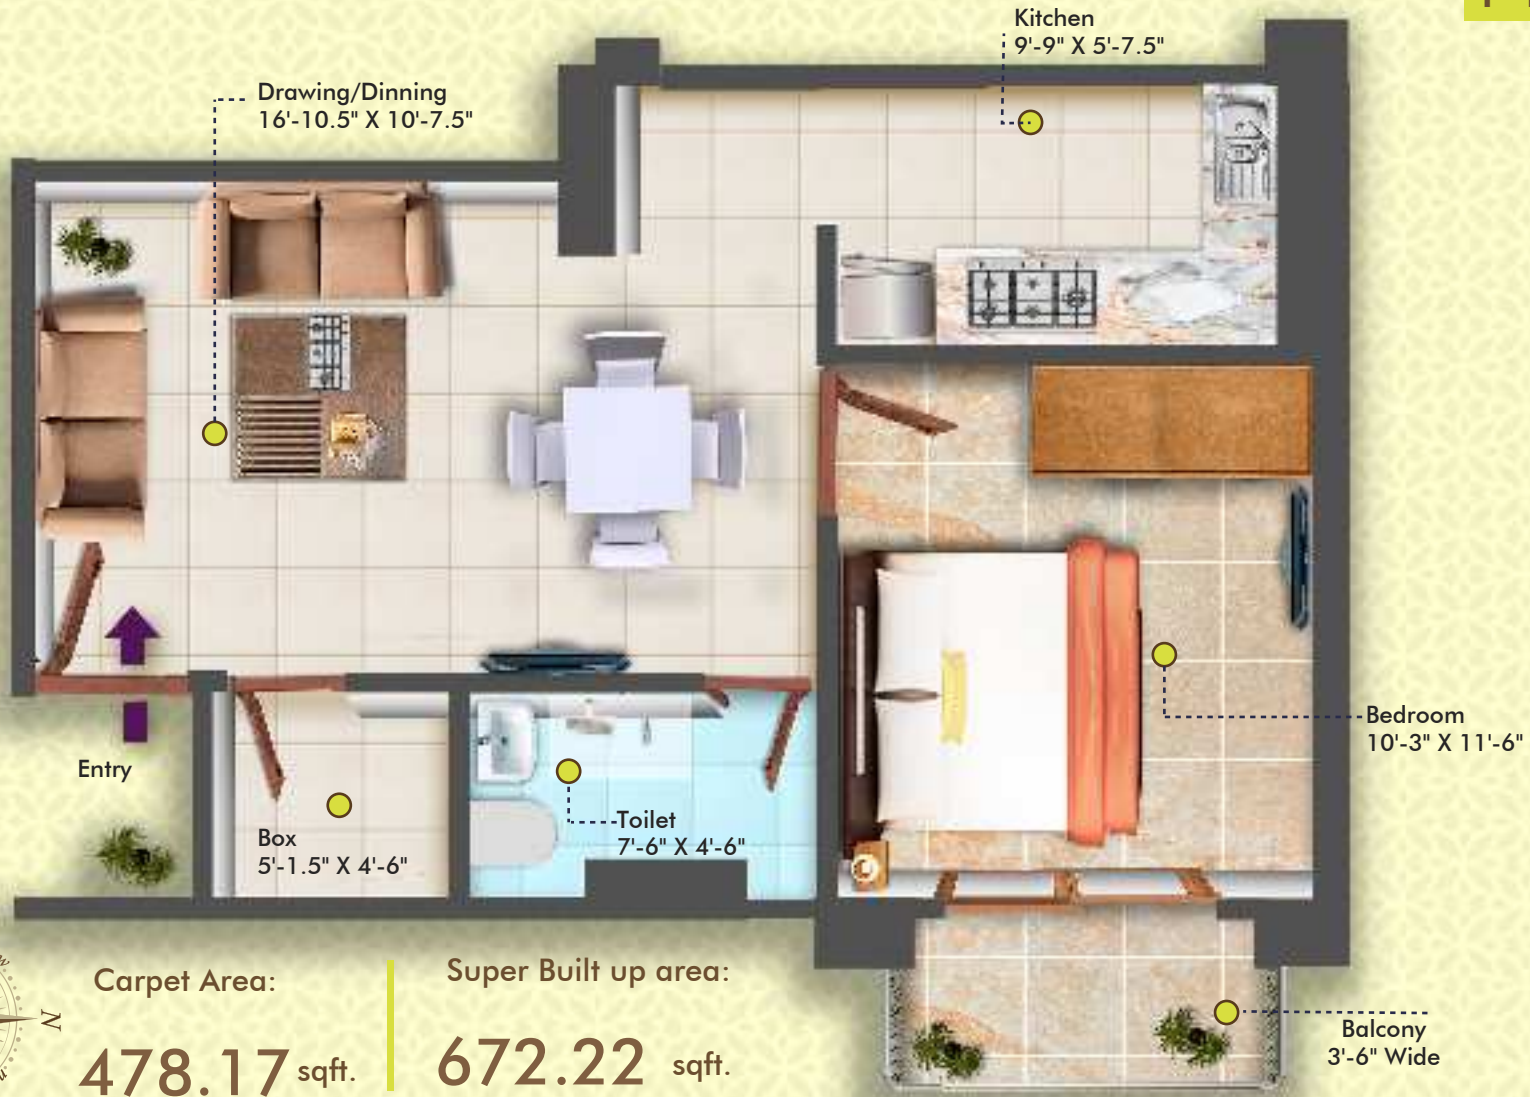 Kitchen
9'-9" X 5'-7.5"
Drawing/Dinning
16'-10.5" X 10'-7.5"
Bedroom
10'-3" X 11'-6"
Entry
Toilet
7'-6" X 4'-6"
Box
5'-1.5" X 4'-6"
Carpet Area:
478.17 sqft.
Super Built up area:
672.22 sqft.
Balcony
3'-6" Wide
N